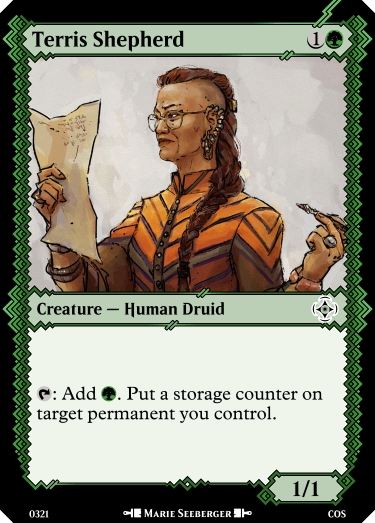 Terris Shepherd 1
Creature — Human Druid
: Add . Put a storage counter on
target permanent you control.
1/1
0321 Marie Seeberger COS